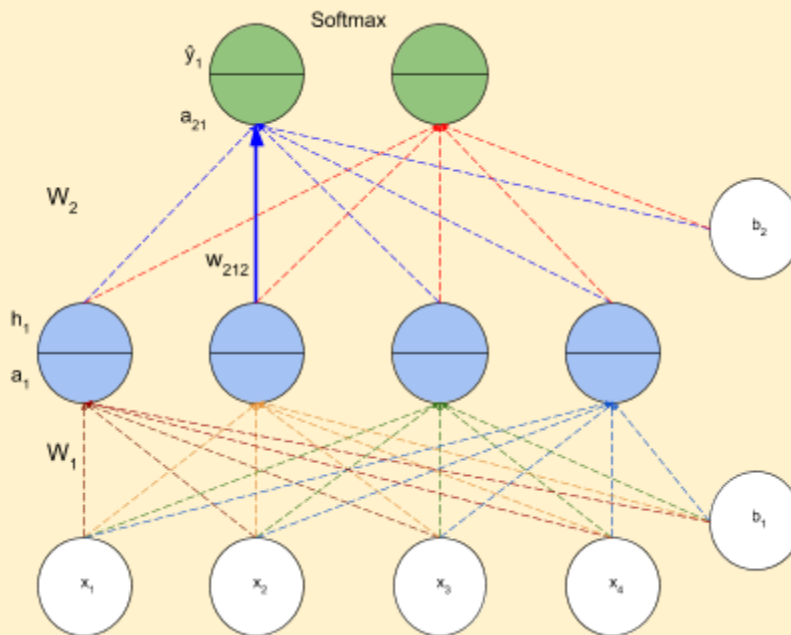 Softmax
ŷ₁
a₂₁
W₂
b₂
w₂₁₂
h₁
a₁
W₁
b₁
x₁ x₂ x₃ x₄